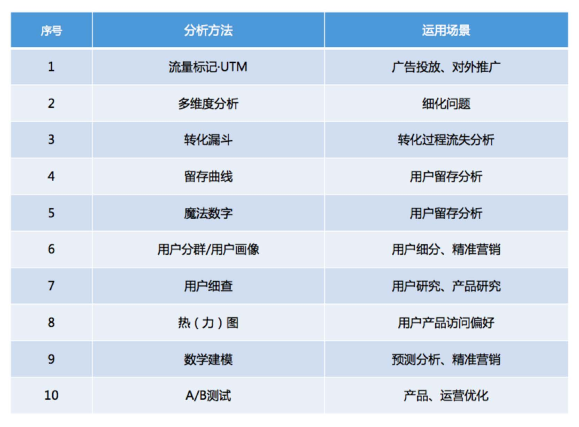 序号 分析方法 运用场景
1 流量标记·UTM 广告投放、对外推广
2 多维度分析 细化问题
3 转化漏斗 转化过程流失分析
4 留存曲线 用户留存分析
5 魔法数字 用户留存分析
6 用户分群/用户画像 用户细分、精准营销
7 用户细查 用户研究、产品研究
8 热（力）图 用户产品访问偏好
9 数学建模 预测分析、精准营销
10 A/B测试 产品、运营优化